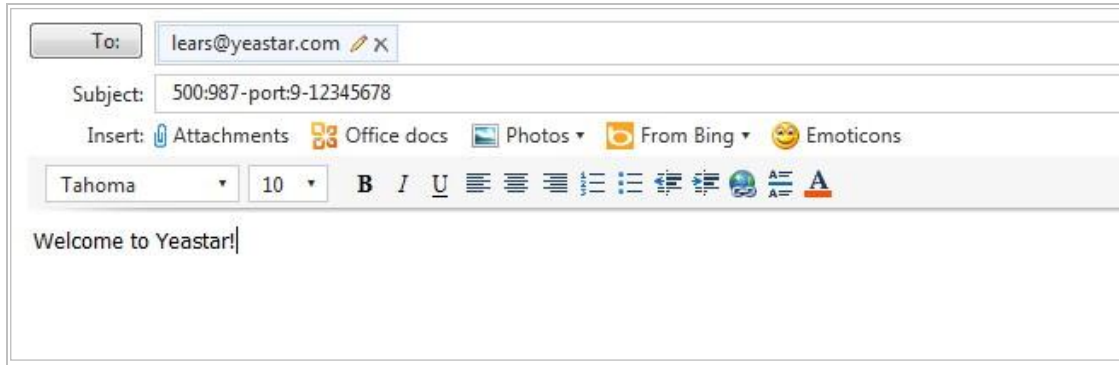 To: lears@yeastar.com
Subject: 500:987-port:9-12345678
Insert: Attachments Office docs Photos From Bing Emoticons
Tahoma 10 B I U A
Welcome to Yeastar!